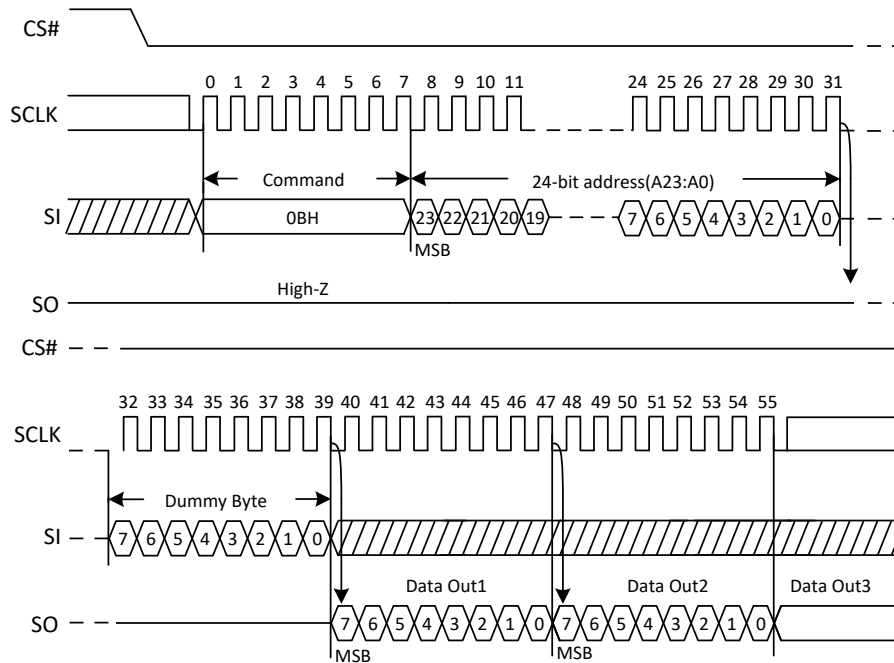 CS#
0 1 2 3 4 5 6 7 8 9 10 11 24 25 26 27 28 29 30 31
SCLK
Command 24-bit address(A23:A0)
SI 0BH 23 22 21 20 19 7 6 5 4 3 2 1 0
MSB
High-Z
SO
CS#
32 33 34 35 36 37 38 39 40 41 42 43 44 45 46 47 48 49 50 51 52 53 54 55
SCLK
Dummy Byte
SI 7 6 5 4 3 2 1 0
Data Out1 Data Out2 Data Out3
SO 7 6 5 4 3 2 1 0 7 6 5 4 3 2 1 0
MSB MSB